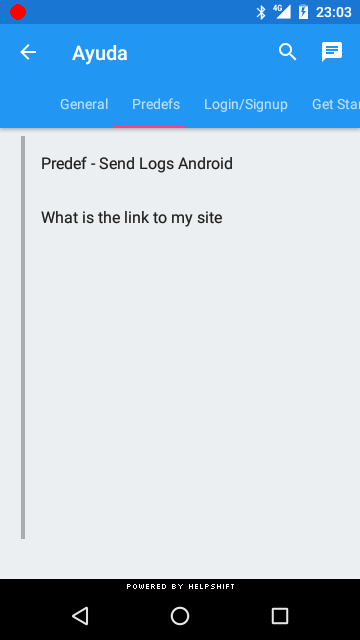 4G 23:03
Ayuda
General Predefs Login/Signup Get Star
Predef - Send Logs Android
What is the link to my site
POWERED BY HELPSHIFT